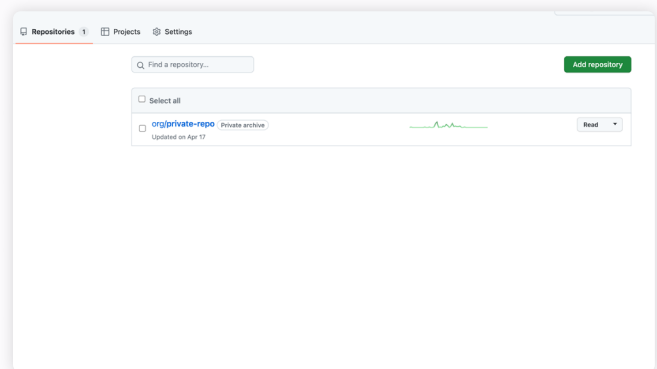 Repositories 1 Projects Settings
Find a repository... Add repository
Select all
org/private-repo Private archive Read
Updated on Apr 17